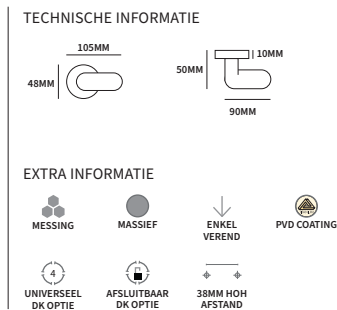 TECHNISCHE INFORMATIE
105MM
48MM
10MM
50MM
90MM
EXTRA INFORMATIE
MESSING
MASSIEF
ENKEL
VEREND
PVD COATING
4
UNIVERSEEL
DK OPTIE
AFSLUITBAAR
DK OPTIE
38MM HOH
AFSTAND